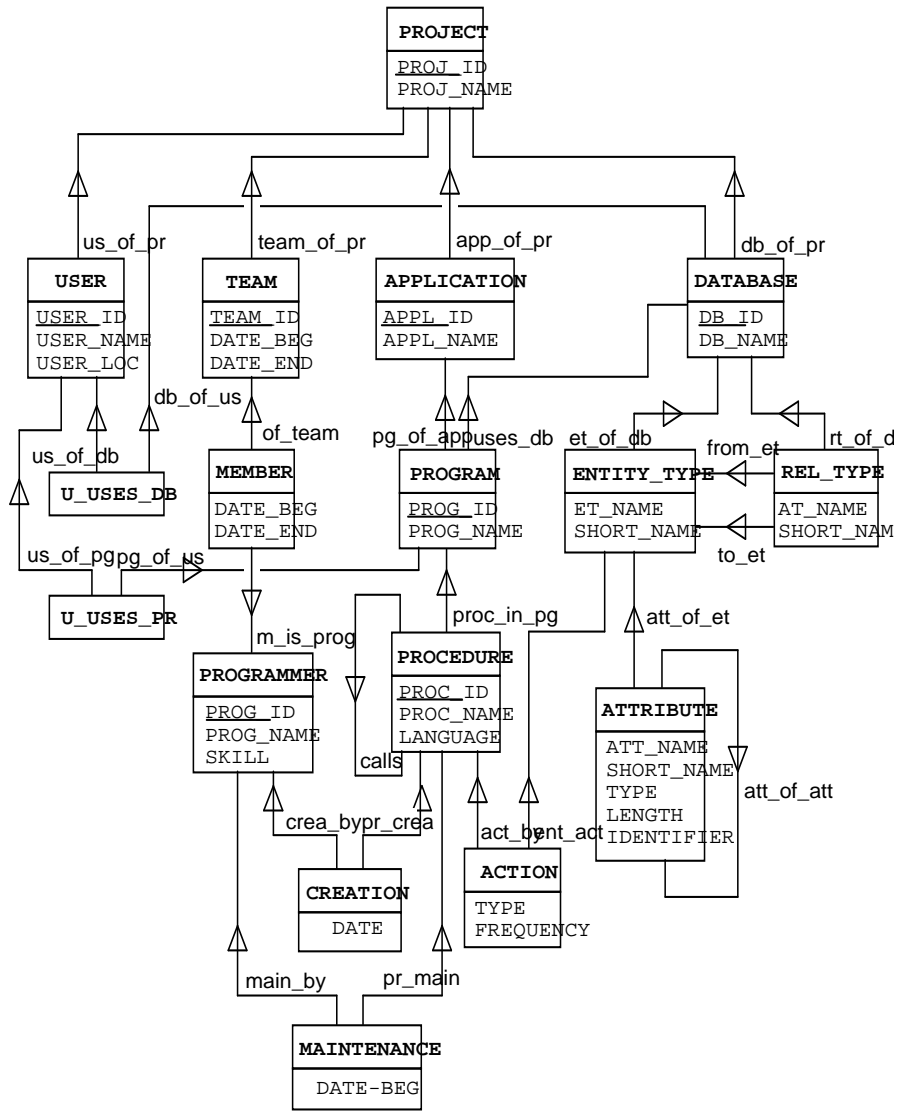 PROJECT
PROJ_ID
PROJ_NAME
us_of_pr
team_of_pr
app_of_pr
db_of_pr
USER
USER_ID
USER_NAME
USER_LOC
TEAM
TEAM_ID
DATE_BEG
DATE_END
APPLICATION
APPL_ID
APPL_NAME
DATABASE
DB_ID
DB_NAME
db_of_us
of_team
pg_of_app
uses_db
et_of_db
from_et
rt_of_d
us_of_db
U_USES_DB
MEMBER
DATE_BEG
DATE_END
PROGRAM
PROG_ID
PROG_NAME
ENTITY_TYPE
ET_NAME
SHORT_NAME
REL_TYPE
AT_NAME
SHORT_NAM
to_et
us_of_pg
pg_of_us
U_USES_PR
m_is_prog
proc_in_pg
att_of_et
PROGRAMMER
PROG_ID
PROG_NAME
SKILL
PROCEDURE
PROC_ID
PROC_NAME
LANGUAGE
calls
ATTRIBUTE
ATT_NAME
SHORT_NAME
TYPE
LENGTH
IDENTIFIER
att_of_att
crea_by
pr_crea
act_by
ent_act
CREATION
DATE
ACTION
TYPE
FREQUENCY
main_by
pr_main
MAINTENANCE
DATE-BEG